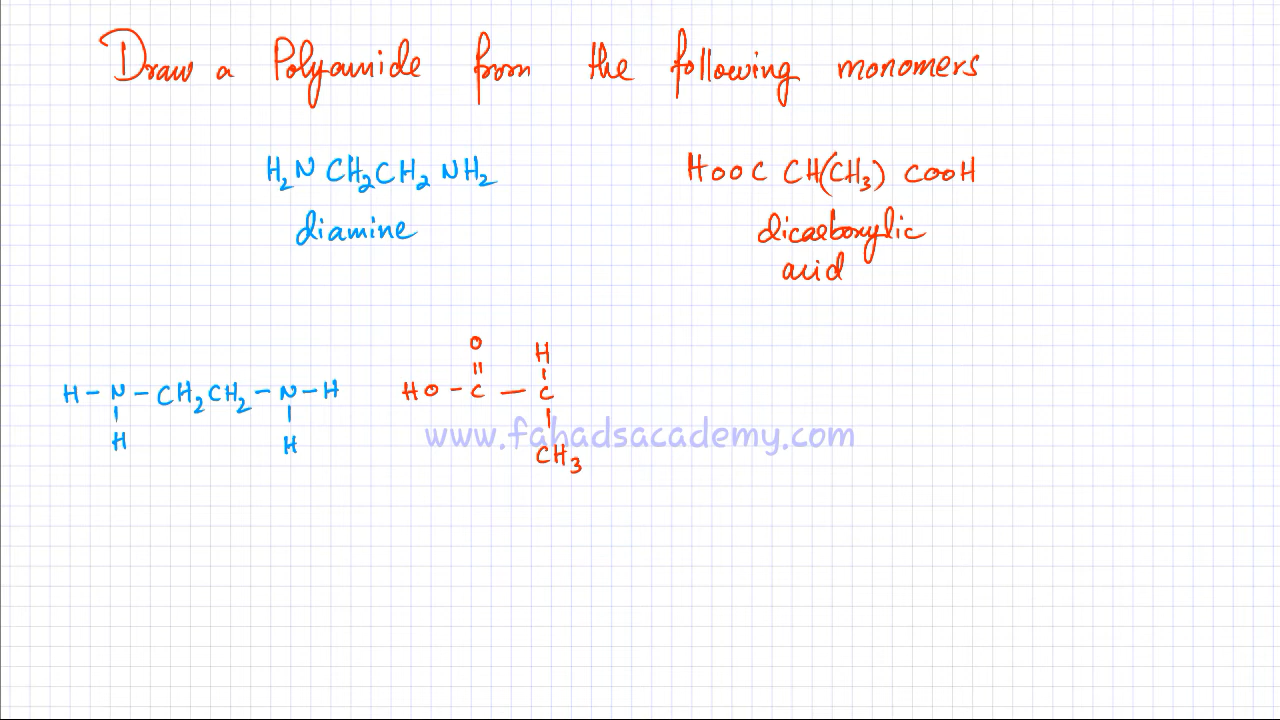 Draw a Polyamide from the following monomers
H₂N CH₂CH₂ NH₂
HOOC CH(CH₃) COOH
diamine
dicarboxylic
acid
O
H
||
H – N – CH₂CH₂ – N – H
HO – C – C
H
H
CH₃
www.fahadsacademy.com